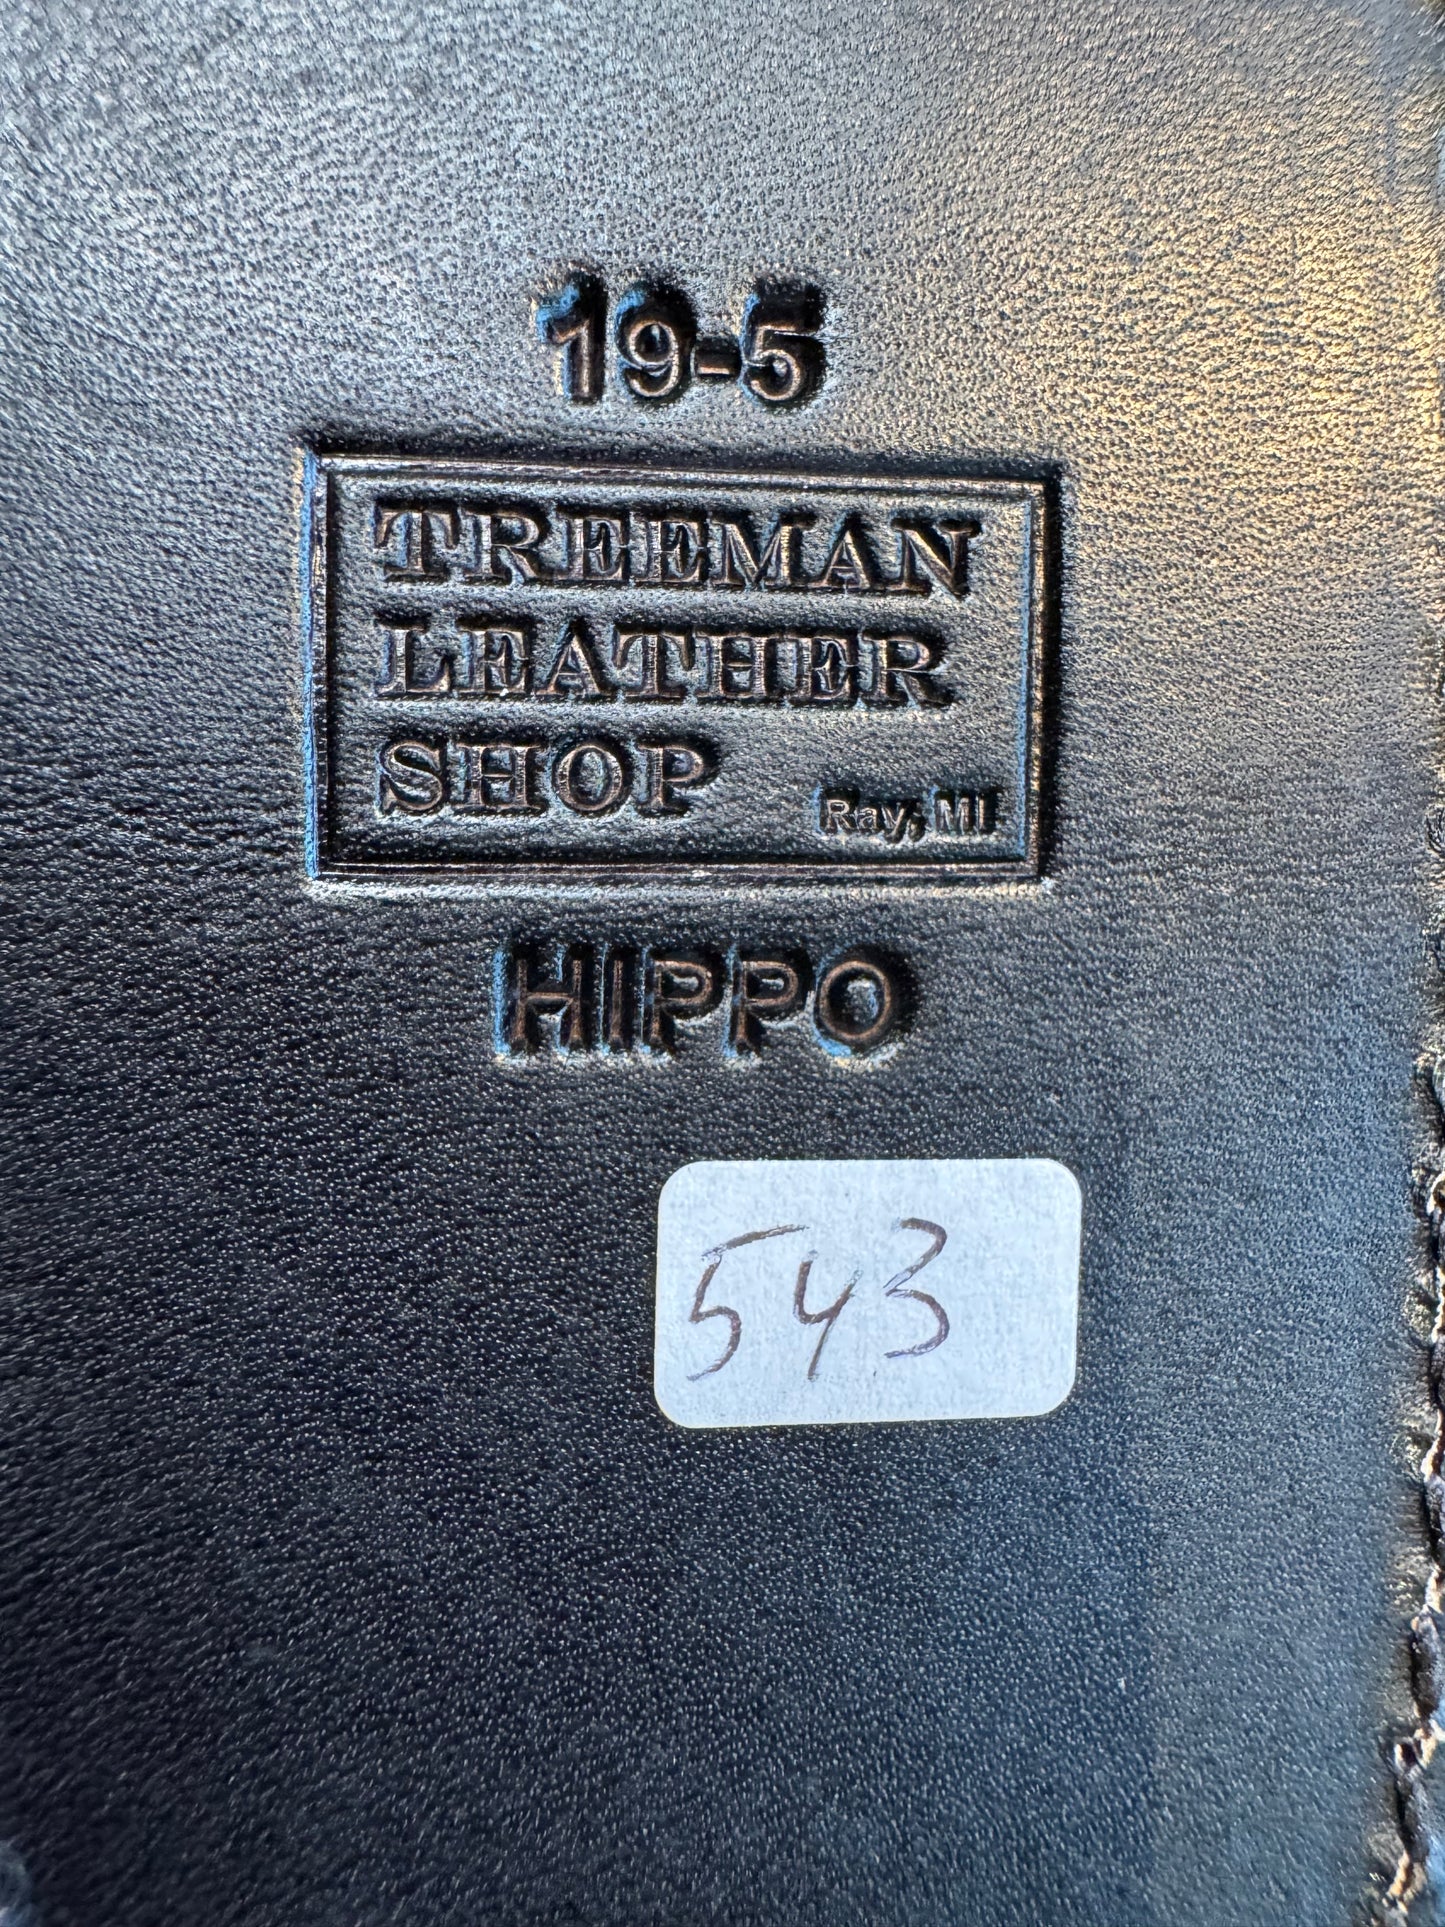 19-5
TREEMAN
LEATHER
SHOP Ray, MI
HIPPO
543